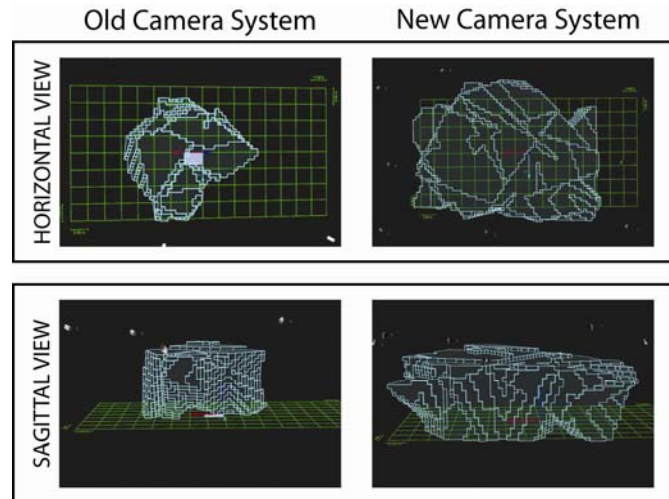 Old Camera System
New Camera System
HORIZONTAL VIEW
SAGITTAL VIEW